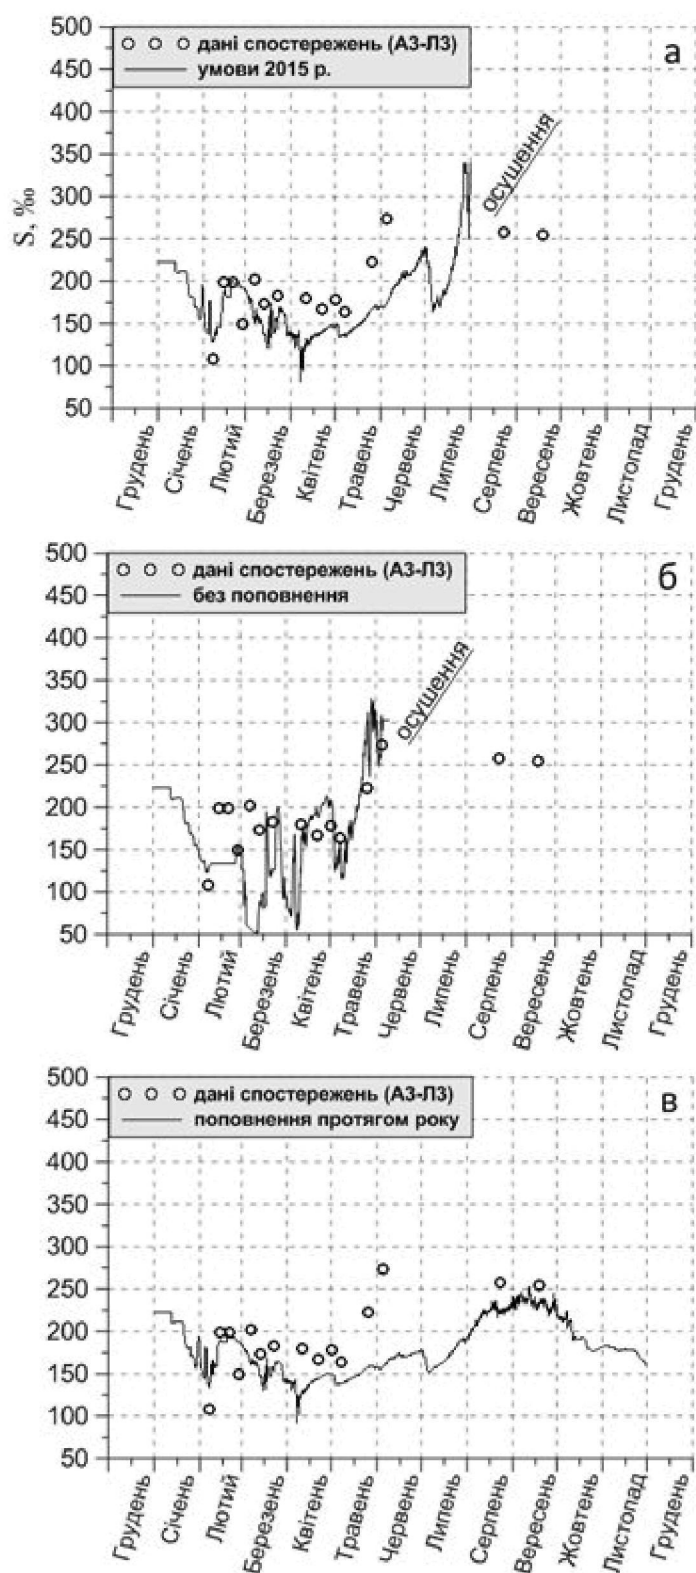 500
450
400
350
300
250
200
150
100
50
S, ‰
дані спостережень (АЗ-ЛЗ)
умови 2015 р.
а
осушення
Грудень
Січень
Лютий
Березень
Квітень
Травень
Червень
Липень
Серпень
Вересень
Жовтень
Листопад
Грудень
500
450
400
350
300
250
200
150
100
50
дані спостережень (АЗ-ЛЗ)
без поповнення
б
осушення
Грудень
Січень
Лютий
Березень
Квітень
Травень
Червень
Липень
Серпень
Вересень
Жовтень
Листопад
Грудень
500
450
400
350
300
250
200
150
100
50
дані спостережень (АЗ-ЛЗ)
поповнення протягом року
в
Грудень
Січень
Лютий
Березень
Квітень
Травень
Червень
Липень
Серпень
Вересень
Жовтень
Листопад
Грудень